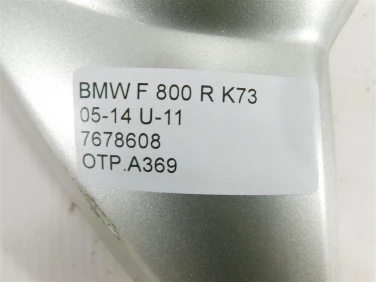 BMW F 800 R K73
05-14 U-11
7678608
OTP.A369